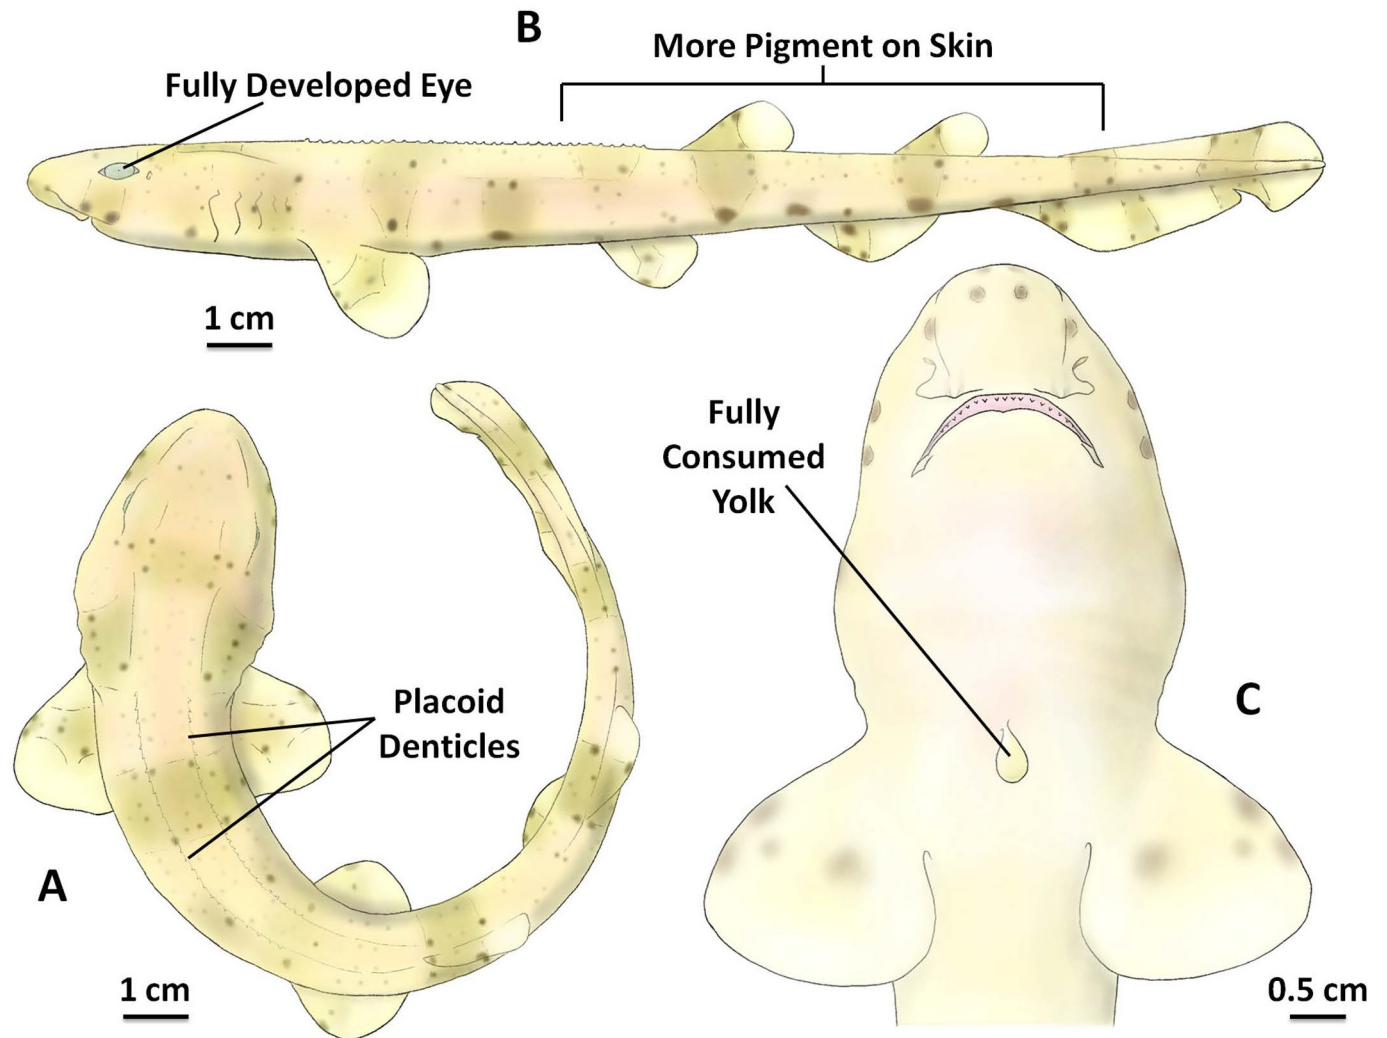 B
More Pigment on Skin
Fully Developed Eye
1 cm
Fully
Consumed
Yolk
C
Placoid
Denticles
A
1 cm
0.5 cm